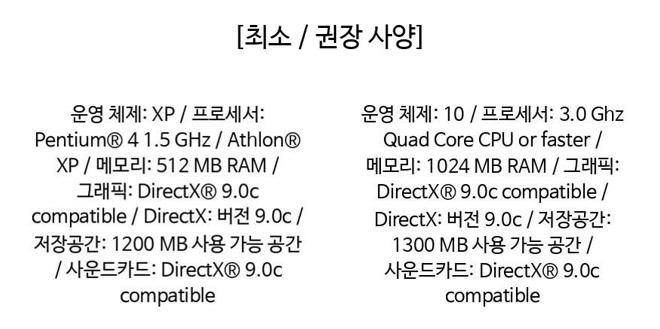 [최소 / 권장 사양]
운영 체제: XP / 프로세서:
Pentium® 4 1.5 GHz / Athlon®
XP / 메모리: 512 MB RAM /
그래픽: DirectX® 9.0c
compatible / DirectX: 버전 9.0c /
저장공간: 1200 MB 사용 가능 공간
/ 사운드카드: DirectX® 9.0c
compatible
운영 체제: 10 / 프로세서: 3.0 Ghz
Quad Core CPU or faster /
메모리: 1024 MB RAM / 그래픽:
DirectX® 9.0c compatible /
DirectX: 버전 9.0c / 저장공간:
1300 MB 사용 가능 공간 /
사운드카드: DirectX® 9.0c
compatible